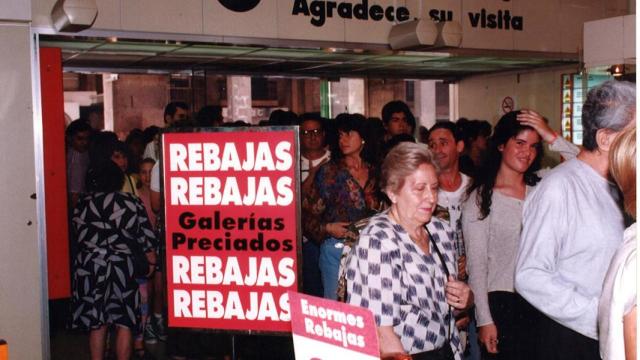 Agradece su visita
REBAJAS
REBAJAS
Galerías
Preciados
REBAJAS
REBAJAS
Enormes
Rebajas